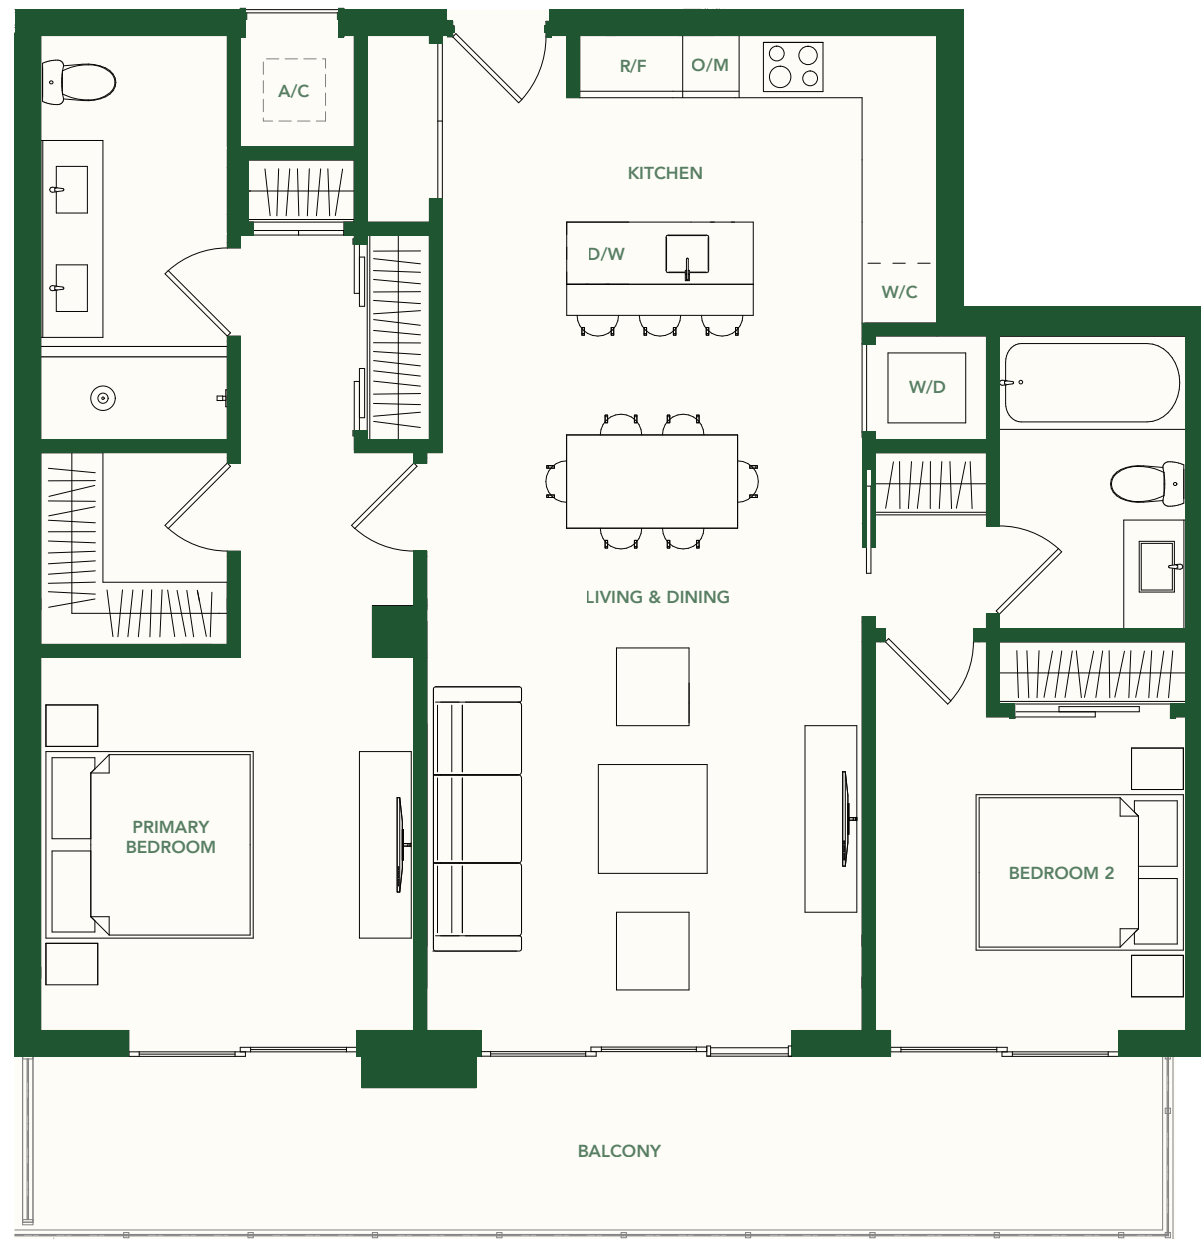 R/F
O/M
A/C
KITCHEN
D/W
W/C
W/D
LIVING & DINING
PRIMARY
BEDROOM
BEDROOM 2
BALCONY